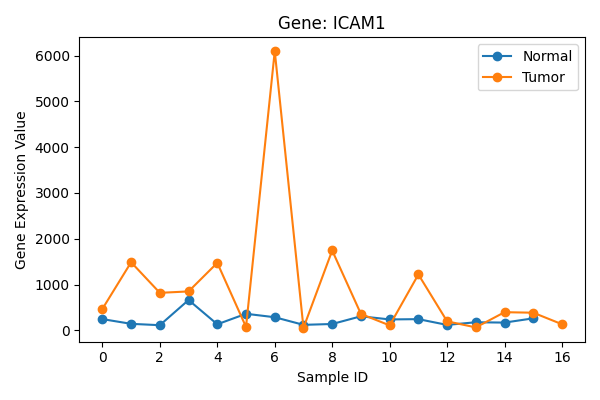 Gene: ICAM1
Normal
Tumor
Gene Expression Value
6000
5000
4000
3000
2000
1000
0
0 2 4 6 8 10 12 14 16
Sample ID